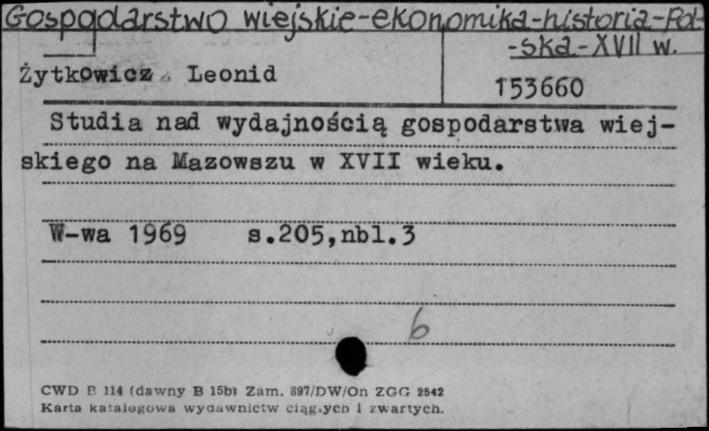 Gospodarstwo wiejskie-ekonomika-historia-Pol-
-ska-XVII w.
Żytkowicz Leonid
153660
Studia nad wydajnością gospodarstwa wiej-
skiego na Mazowszu w XVII wieku.
W-wa 1969 s.205,nbl.3
6
CWD B 114 (dawny B 15b) Zam. 897/DW/On ZGG 2542
Karta katalogowa wydawnictw ciągłych i zwartych.